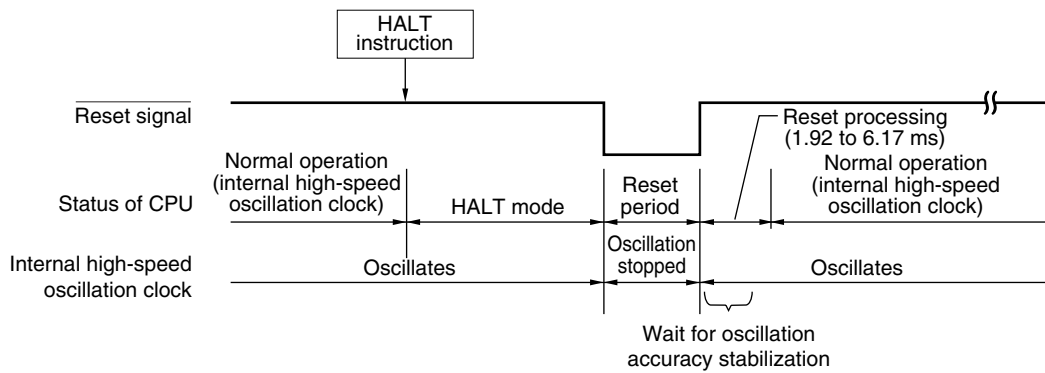 HALT
instruction
Reset signal
Reset processing
(1.92 to 6.17 ms)
Normal operation
(internal high-speed
oscillation clock)
Status of CPU
HALT mode
Reset
period
Normal operation
(internal high-speed
oscillation clock)
Internal high-speed
oscillation clock
Oscillates
Oscillation
stopped
Oscillates
Wait for oscillation
accuracy stabilization